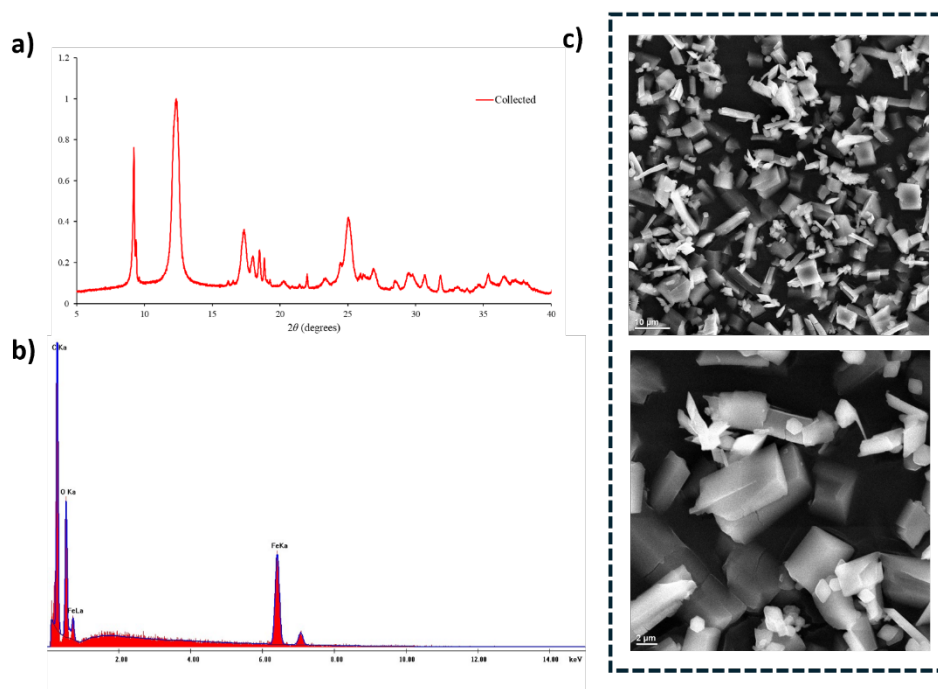 a)
1.2
1
0.8
0.6
0.4
0.2
0
5 10 15 20 25 30 35 40
2θ (degrees)
Collected
b)
O Ka
FeLa
FeKa
2.00 4.00 6.00 8.00 10.00 12.00 14.00 keV
c)
10 μm
2 μm